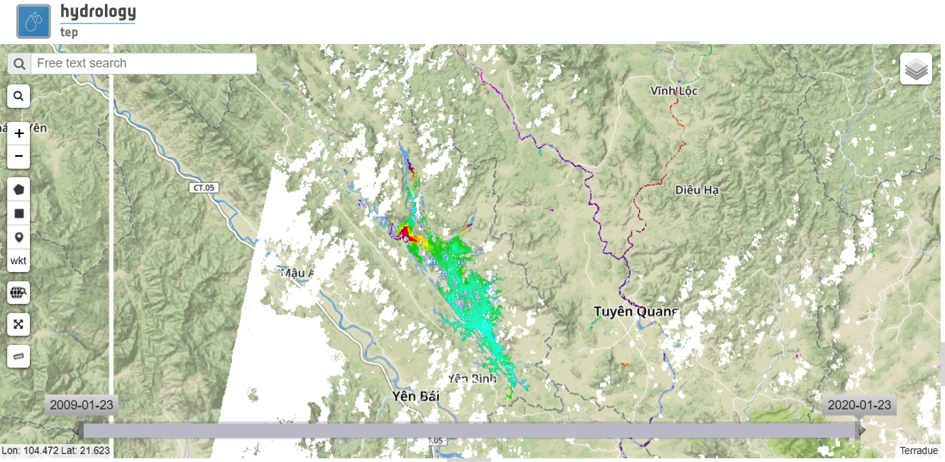 hydrology
tep
Free text search
Vĩnh Lộc
CT.05
Diêu Hạ
wkt
Mậu A
Tuyên Quang
Yên Bình
Yên Bái
2009-01-23
2020-01-23
Lon: 104.472 Lat: 21.623
Terradue